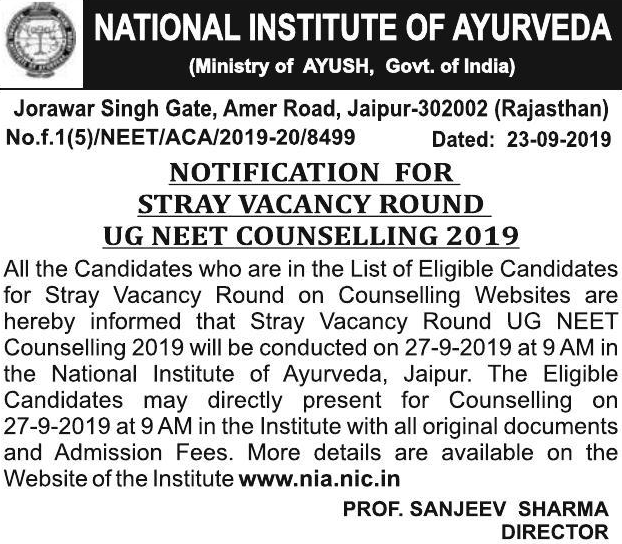 NATIONAL INSTITUTE OF AYURVEDA
(Ministry of AYUSH, Govt. of India)
Jorawar Singh Gate, Amer Road, Jaipur-302002 (Rajasthan)
No.f.1(5)/NEET/ACA/2019-20/8499 Dated: 23-09-2019
NOTIFICATION FOR
STRAY VACANCY ROUND
UG NEET COUNSELLING 2019
All the Candidates who are in the List of Eligible Candidates
for Stray Vacancy Round on Counselling Websites are
hereby informed that Stray Vacancy Round UG NEET
Counselling 2019 will be conducted on 27-9-2019 at 9 AM in
the National Institute of Ayurveda, Jaipur. The Eligible
Candidates may directly present for Counselling on
27-9-2019 at 9 AM in the Institute with all original documents
and Admission Fees. More details are available on the
Website of the Institute www.nia.nic.in
PROF. SANJEEV SHARMA
DIRECTOR